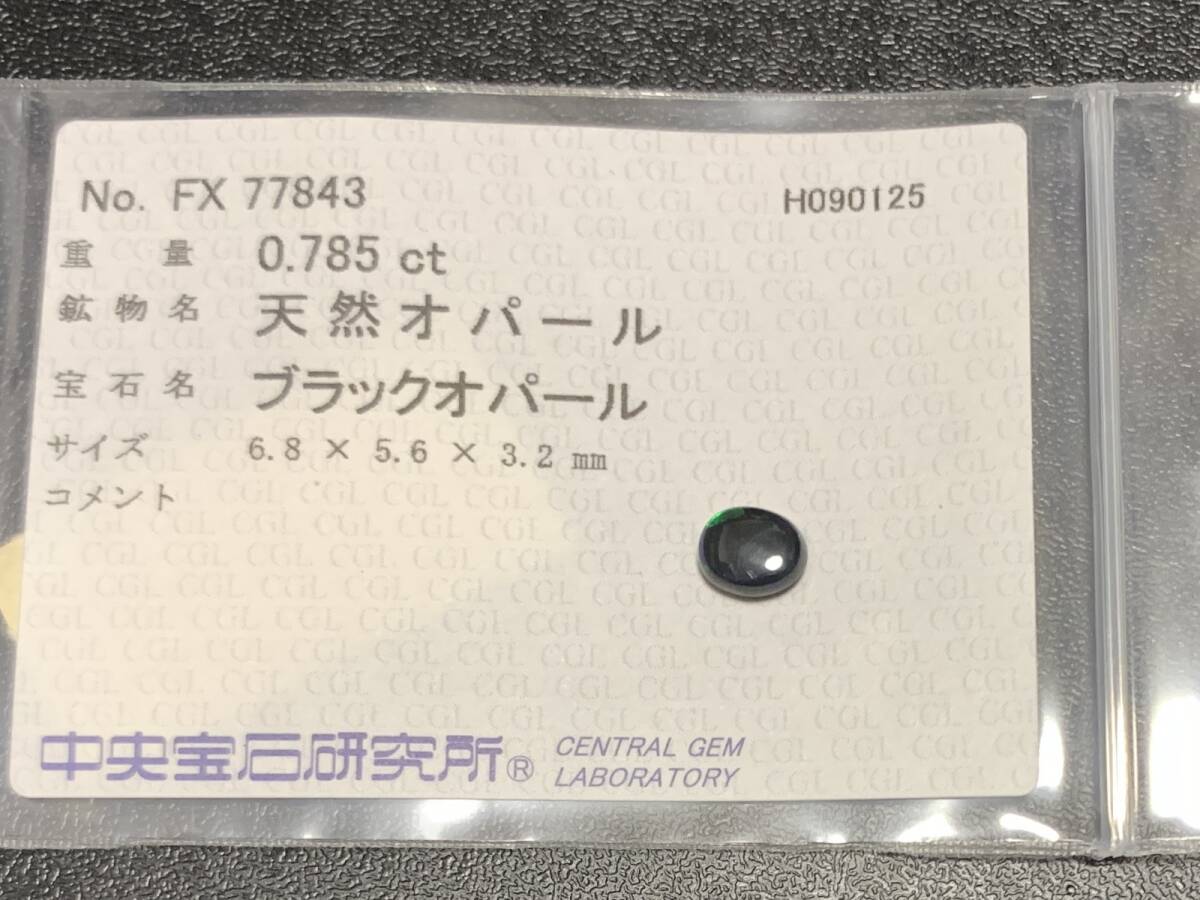 No. FX 77843 H090125
重量 0.785 ct
鉱物名 天然オパール
宝石名 ブラックオパール
サイズ 6.8 × 5.6 × 3.2 mm
コメント
中央宝石研究所® CENTRAL GEM
LABORATORY